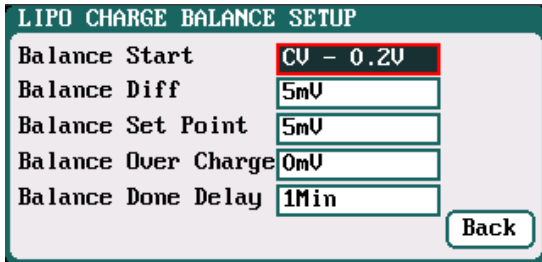 LIPO CHARGE BALANCE SETUP
Balance Start CV - 0.2V
Balance Diff 5mV
Balance Set Point 5mV
Balance Over Charge 0mV
Balance Done Delay 1Min
Back